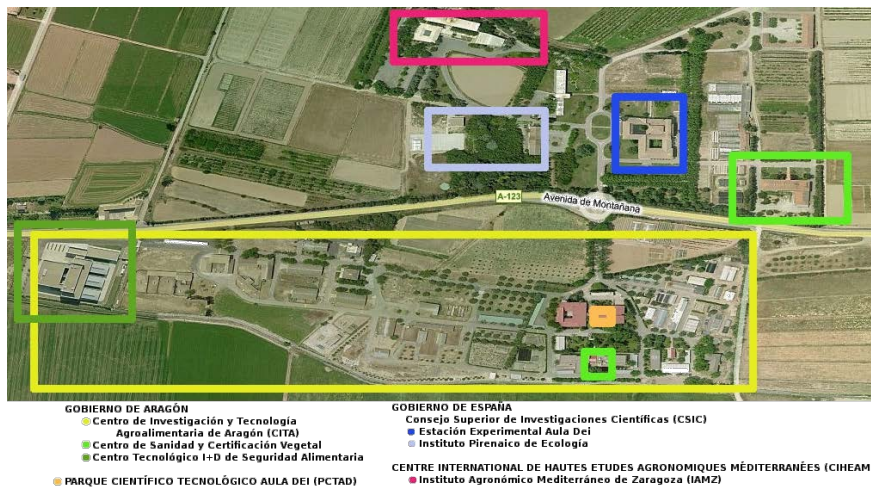 A-123
Avenida de Montañana
GOBIERNO DE ARAGÓN
Centro de Investigación y Tecnología
Agroalimentaria de Aragón (CITA)
Centro de Sanidad y Certificación Vegetal
Centro Tecnológico I+D de Seguridad Alimentaria
PARQUE CIENTÍFICO TECNOLÓGICO AULA DEI (PCTAD)
GOBIERNO DE ESPAÑA
Consejo Superior de Investigaciones Científicas (CSIC)
Estación Experimental Aula Dei
Instituto Pirenaico de Ecología
CENTRE INTERNATIONAL DE HAUTES ETUDES AGRONOMIQUES MÉDITERRANÉES (CIHEAM
Instituto Agronómico Mediterráneo de Zaragoza (IAMZ)